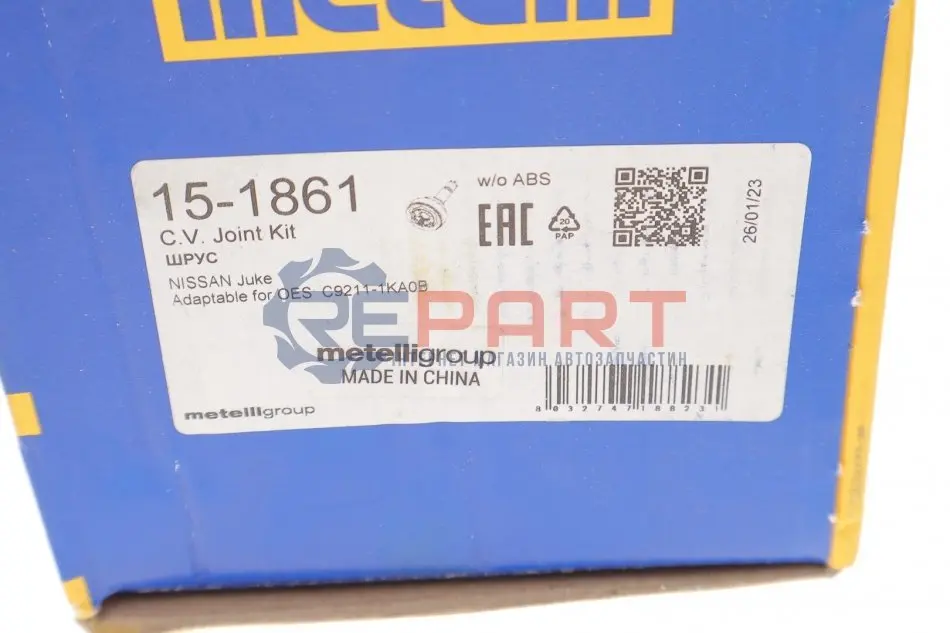 metelli
15-1861
C.V. Joint Kit
ШРУС
NISSAN Juke
Adaptable for OES C9211-1KA0B
w/o ABS
EAC
20
PAP
26/01/23
REPART
МАГАЗИН АВТОЗАПЧАСТИН
metelligroup
MADE IN CHINA
metelligroup
8032747188231